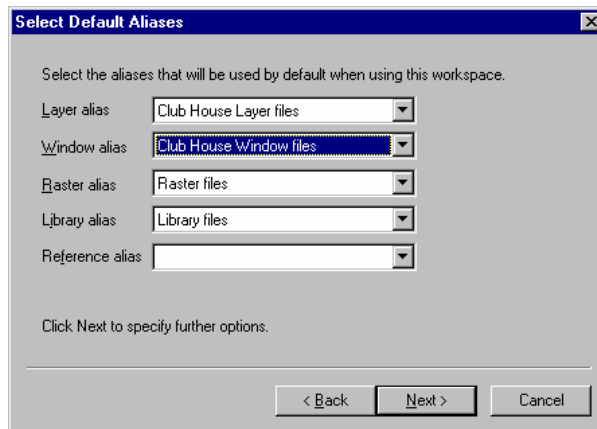 Select Default Aliases
Select the aliases that will be used by default when using this workspace.
Layer alias Club House Layer files
Window alias Club House Window files
Raster alias Raster files
Library alias Library files
Reference alias
Click Next to specify further options.
< Back Next > Cancel